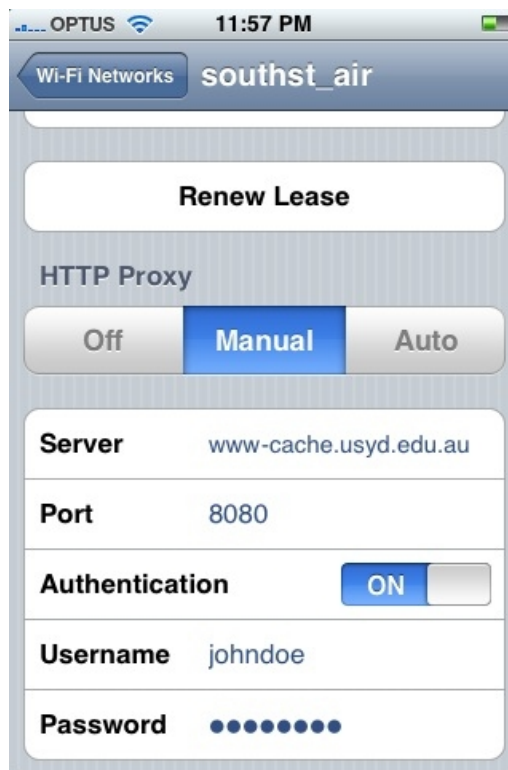 OPTUS 11:57 PM
Wi-Fi Networks southst_air
Renew Lease
HTTP Proxy
Off Manual Auto
Server www-cache.usyd.edu.au
Port 8080
Authentication ON
Username johndoe
Password ●●●●●●●●